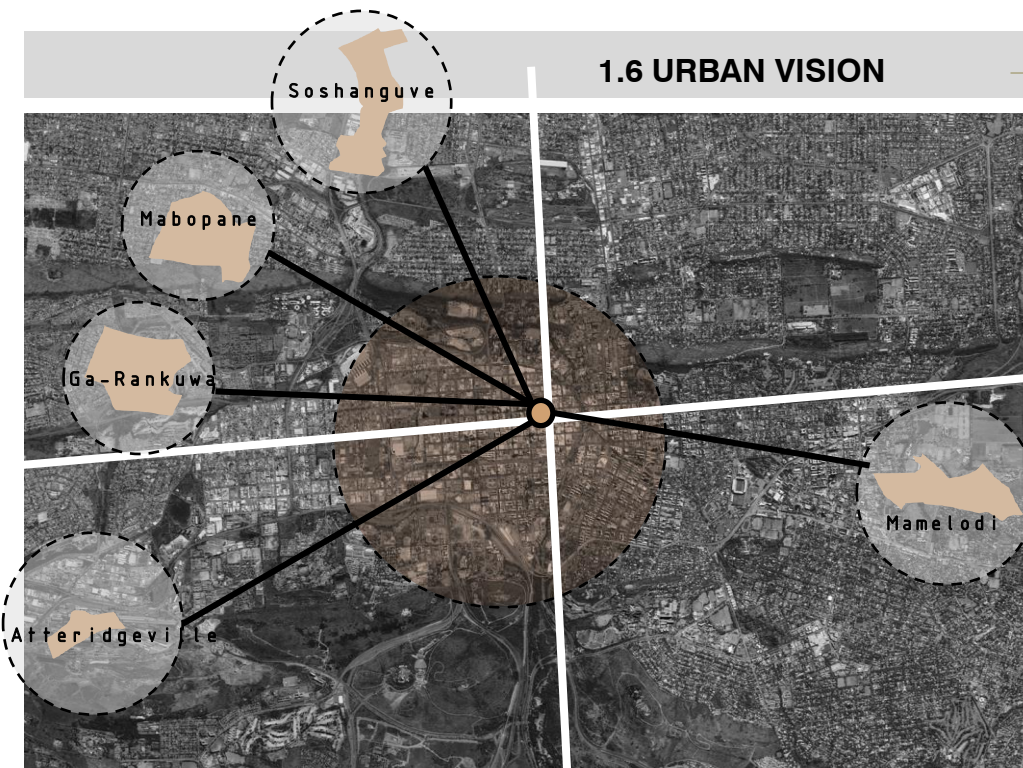 1.6 URBAN VISION
Soshanguve
Mabopane
Ga-Rankuwa
Mamelodi
Atteridgeville